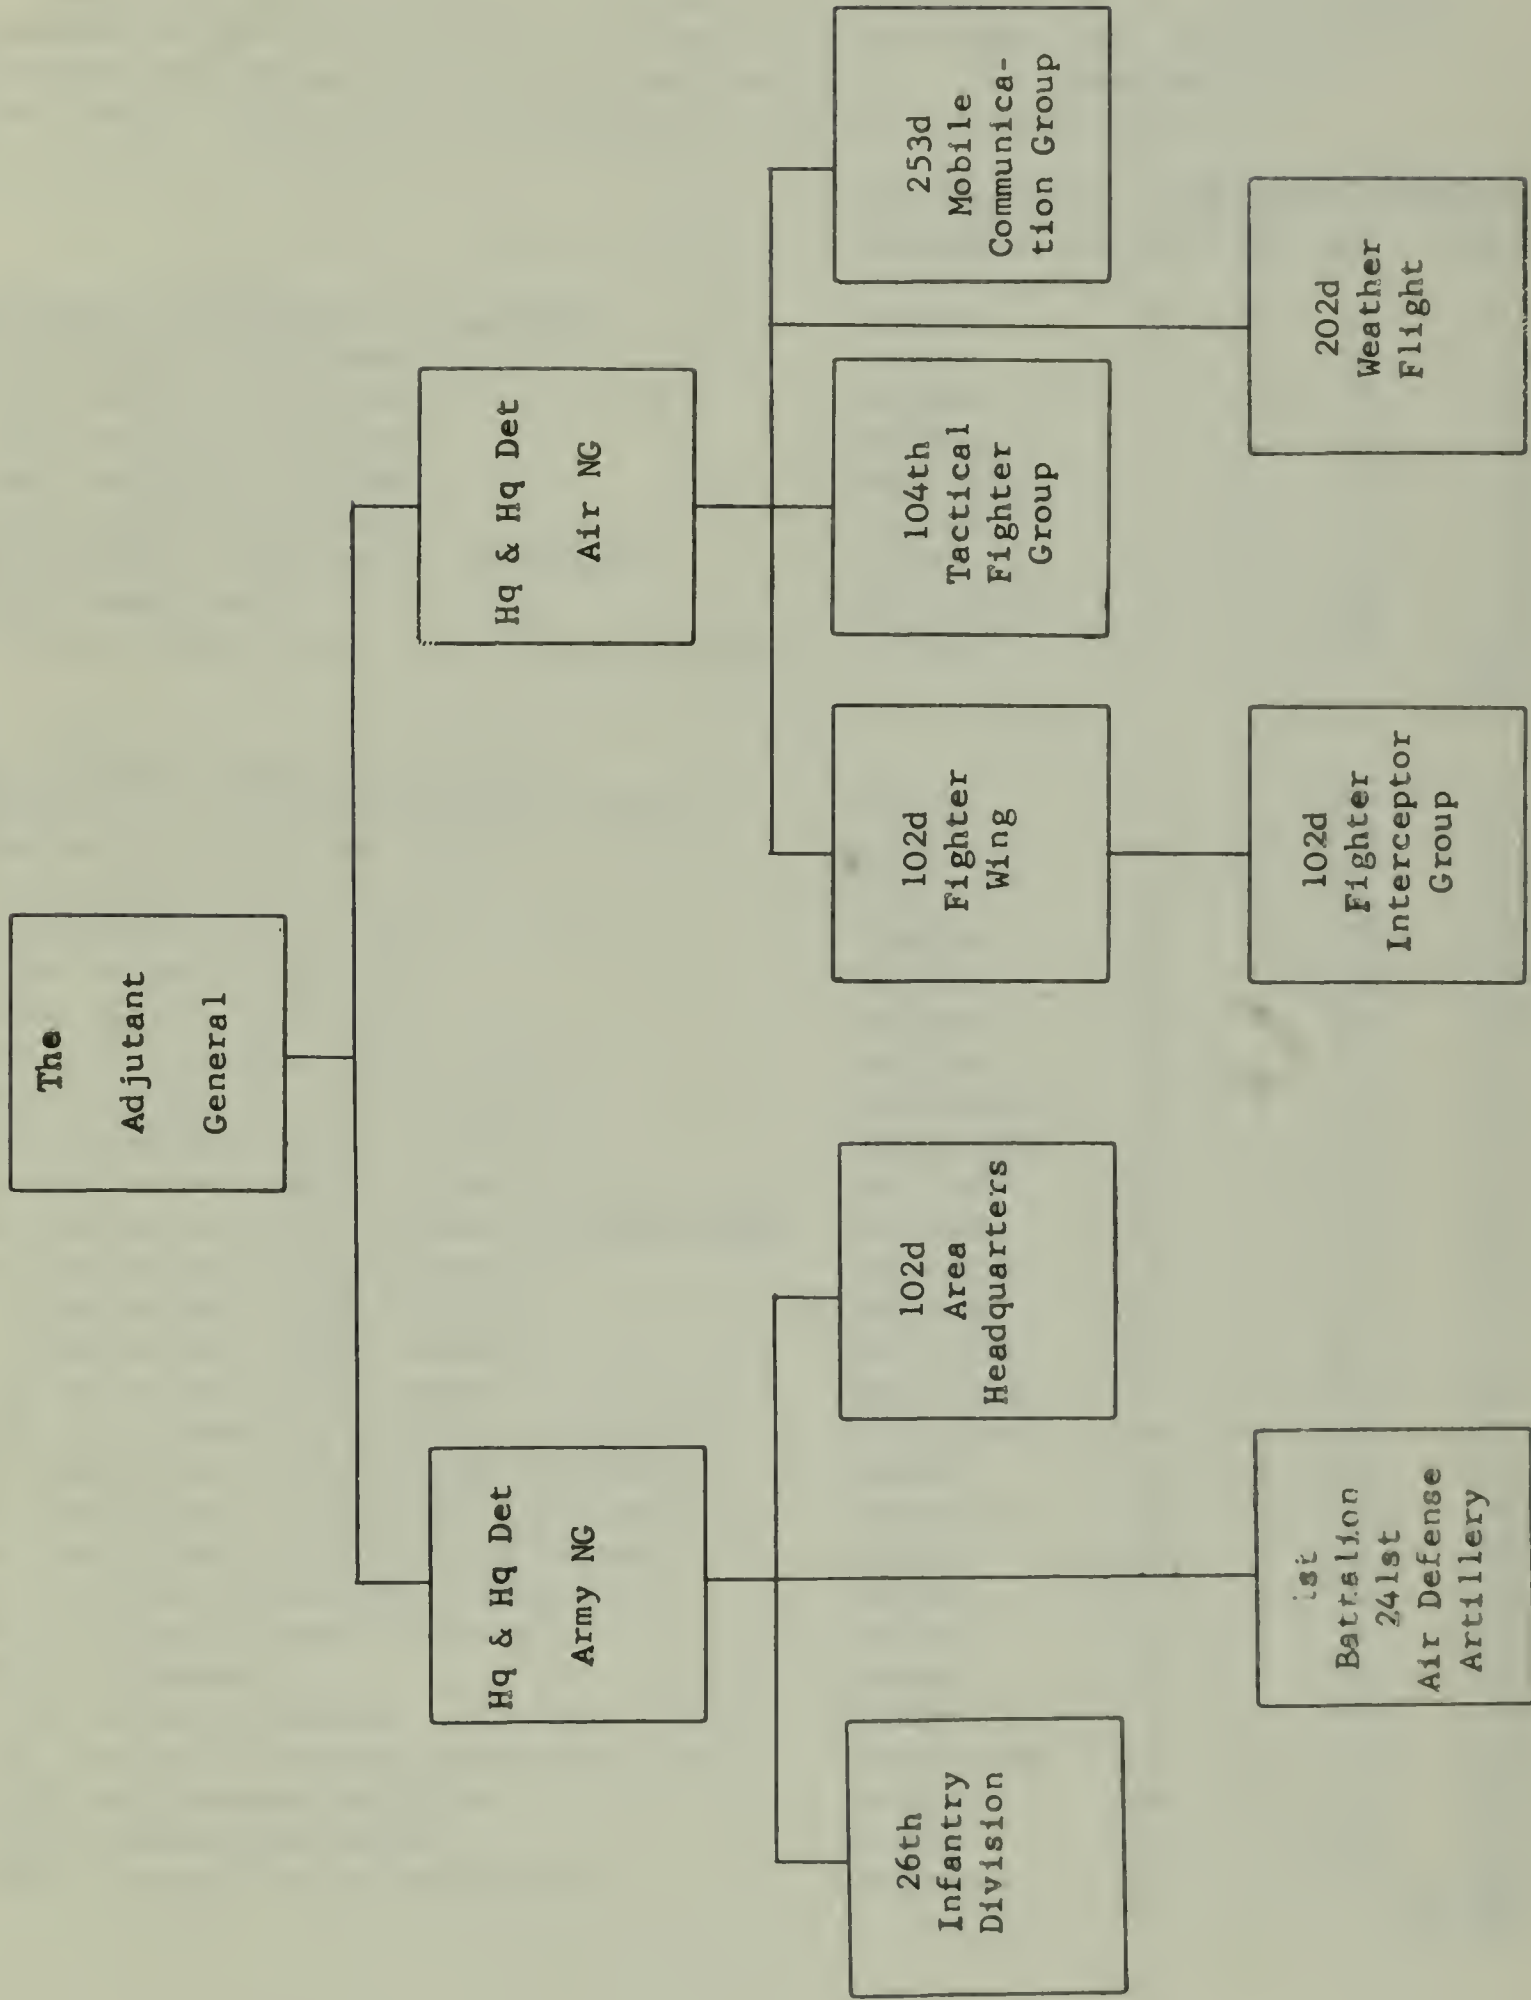 The
Adjutant
General
Hq & Hq Det
Army NG
Hq & Hq Det
Air NG
26th
Infantry
Division
102d
Area
Headquarters
102d
Fighter
Wing
104th
Tactical
Fighter
Group
253d
Mobile
Communica-
tion Group
1st
Battalion
241st
Air Defense
Artillery
102d
Fighter
Interceptor
Group
202d
Weather
Flight